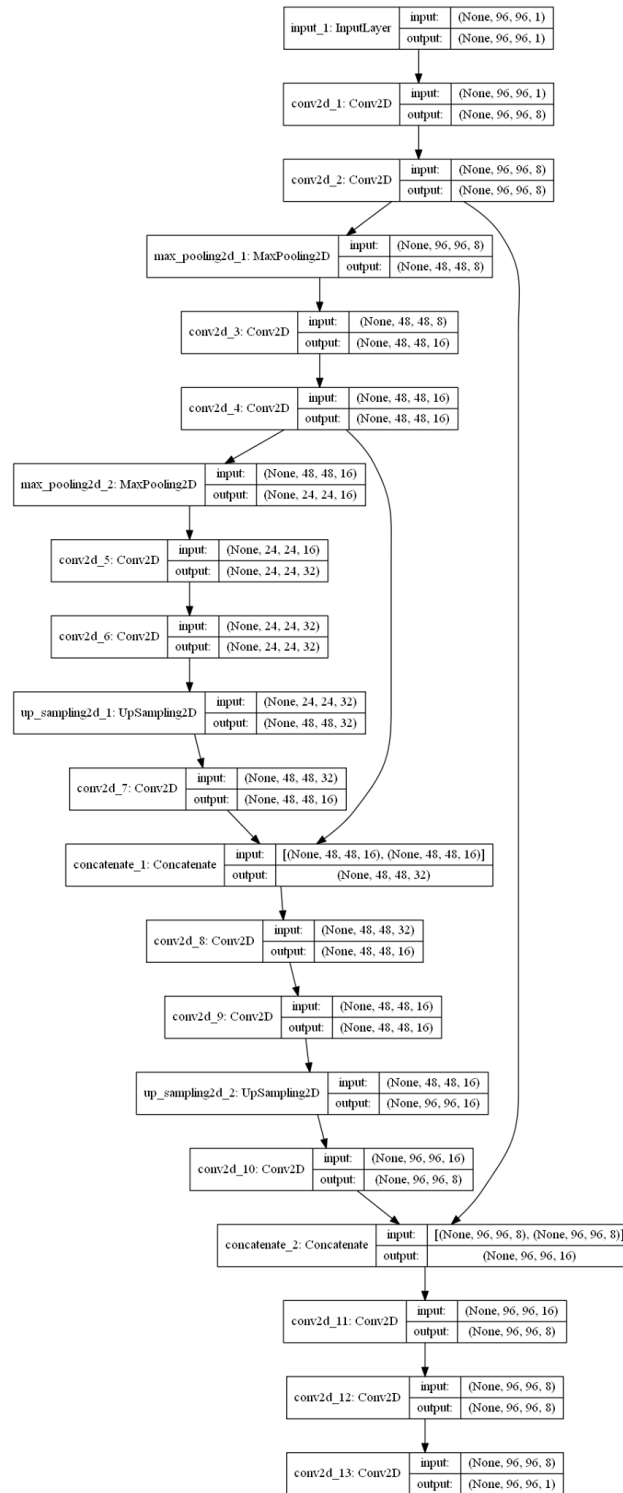 input_1: InputLayer input: (None, 96, 96, 1)
output: (None, 96, 96, 1)
conv2d_1: Conv2D input: (None, 96, 96, 1)
output: (None, 96, 96, 8)
conv2d_2: Conv2D input: (None, 96, 96, 8)
output: (None, 96, 96, 8)
max_pooling2d_1: MaxPooling2D input: (None, 96, 96, 8)
output: (None, 48, 48, 8)
conv2d_3: Conv2D input: (None, 48, 48, 8)
output: (None, 48, 48, 16)
conv2d_4: Conv2D input: (None, 48, 48, 16)
output: (None, 48, 48, 16)
max_pooling2d_2: MaxPooling2D input: (None, 48, 48, 16)
output: (None, 24, 24, 16)
conv2d_5: Conv2D input: (None, 24, 24, 16)
output: (None, 24, 24, 32)
conv2d_6: Conv2D input: (None, 24, 24, 32)
output: (None, 24, 24, 32)
up_sampling2d_1: UpSampling2D input: (None, 24, 24, 32)
output: (None, 48, 48, 32)
conv2d_7: Conv2D input: (None, 48, 48, 32)
output: (None, 48, 48, 16)
concatenate_1: Concatenate input: [(None, 48, 48, 16), (None, 48, 48, 16)]
output: (None, 48, 48, 32)
conv2d_8: Conv2D input: (None, 48, 48, 32)
output: (None, 48, 48, 16)
conv2d_9: Conv2D input: (None, 48, 48, 16)
output: (None, 48, 48, 16)
up_sampling2d_2: UpSampling2D input: (None, 48, 48, 16)
output: (None, 96, 96, 16)
conv2d_10: Conv2D input: (None, 96, 96, 16)
output: (None, 96, 96, 8)
concatenate_2: Concatenate input: [(None, 96, 96, 8), (None, 96, 96, 8)]
output: (None, 96, 96, 16)
conv2d_11: Conv2D input: (None, 96, 96, 16)
output: (None, 96, 96, 8)
conv2d_12: Conv2D input: (None, 96, 96, 8)
output: (None, 96, 96, 8)
conv2d_13: Conv2D input: (None, 96, 96, 8)
output: (None, 96, 96, 1)